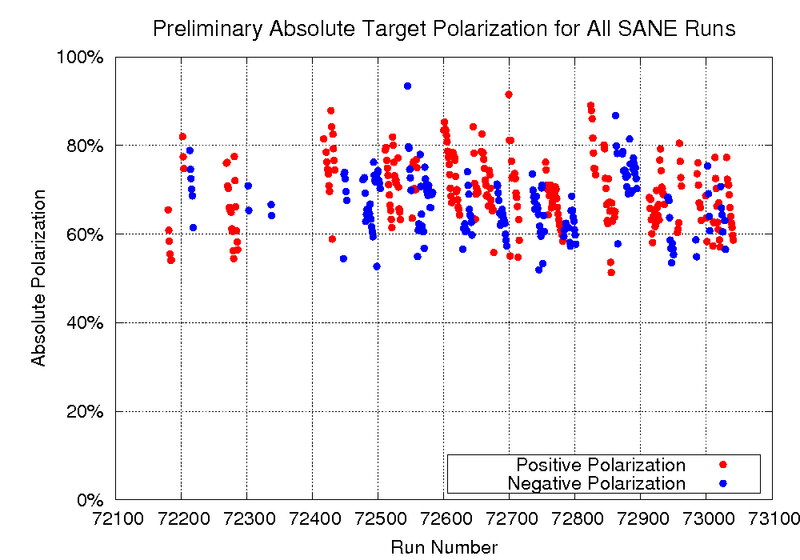 Preliminary Absolute Target Polarization for All SANE Runs
100%
80%
60%
40%
20%
0%
Absolute Polarization
Positive Polarization
Negative Polarization
72100 72200 72300 72400 72500 72600 72700 72800 72900 73000 73100
Run Number